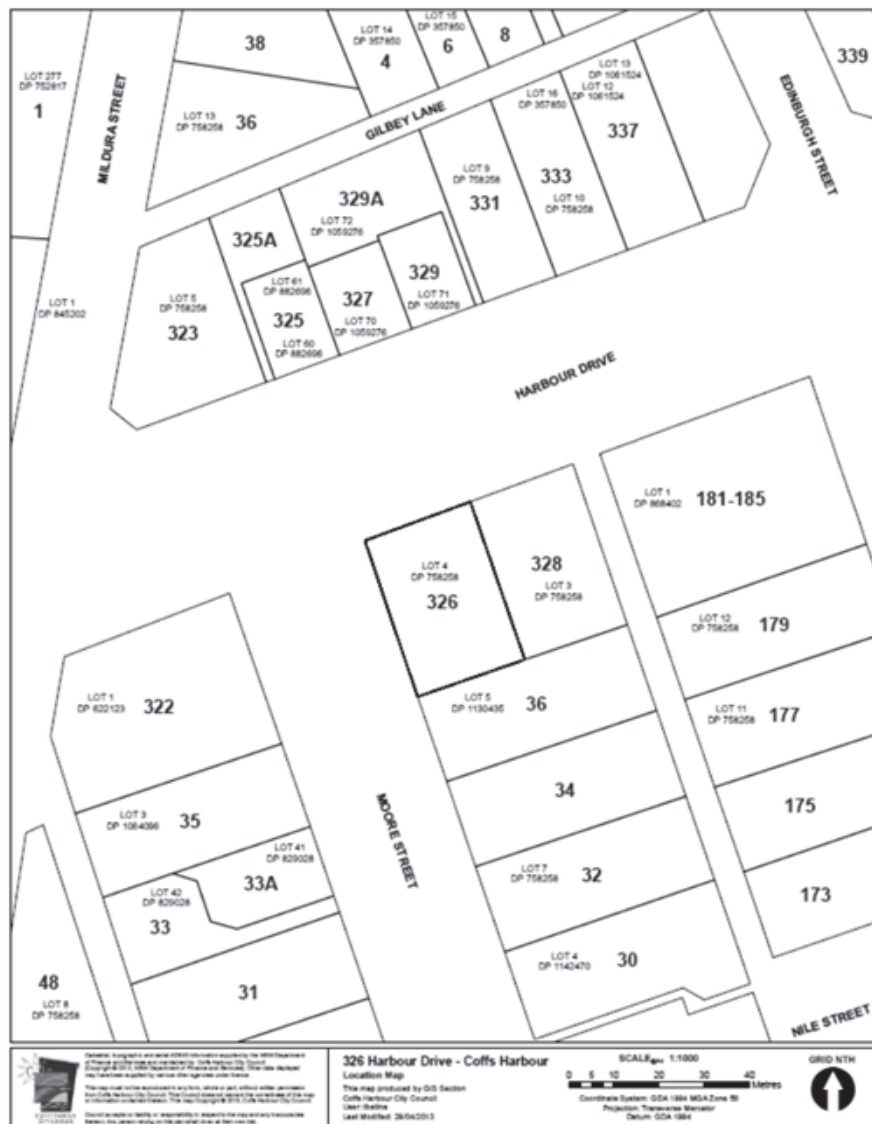 38
LOT 14
DP 357850
4
LOT 15
DP 357850
6
8
339
LOT 277
DP 752817
1
MILDURA STREET
LOT 13
DP 758258
36
GILBEY LANE
LOT 16
DP 357850
LOT 13
DP 1061524
LOT 12
DP 1061524
337
EDINBURGH STREET
LOT 9
DP 758258
331
333
LOT 10
DP 758258
329A
LOT 72
DP 1059276
325A
LOT 1
DP 845202
LOT 5
DP 758258
323
LOT 61
DP 882696
325
LOT 60
DP 882696
327
LOT 70
DP 1059276
329
LOT 71
DP 1059276
HARBOUR DRIVE
LOT 1
DP 868402
181-185
LOT 4
DP 758258
326
328
LOT 3
DP 758258
LOT 12
DP 758258
179
LOT 1
DP 622123
322
LOT 5
DP 1130435
36
LOT 11
DP 758258
177
34
175
LOT 3
DP 1064096
35
MOORE STREET
LOT 41
DP 829028
33A
LOT 42
DP 829028
33
LOT 7
DP 758258
32
173
LOT 4
DP 1142470
30
31
48
LOT 8
DP 758258
NILE STREET
326 Harbour Drive - Coffs Harbour
Location Map
This map produced by GIS Section
Coffs Harbour City Council
Last Modified: 29/04/2013
SCALE 1:1000
0 5 10 20 30 40
Metres
Coordinate System: GDA 1994 MGA Zone 56
Projection: Transverse Mercator
Datum: GDA 1994
GRID NTH